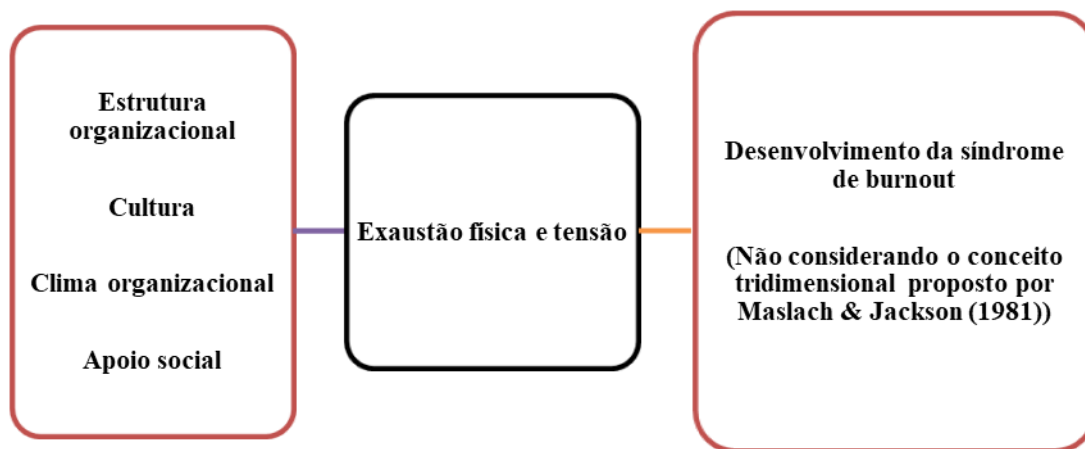 Estrutura
organizacional
Cultura
Clima organizacional
Apoio social
Exaustão física e tensão
Desenvolvimento da síndrome
de burnout
(Não considerando o conceito
tridimensional proposto por
Maslach & Jackson (1981))